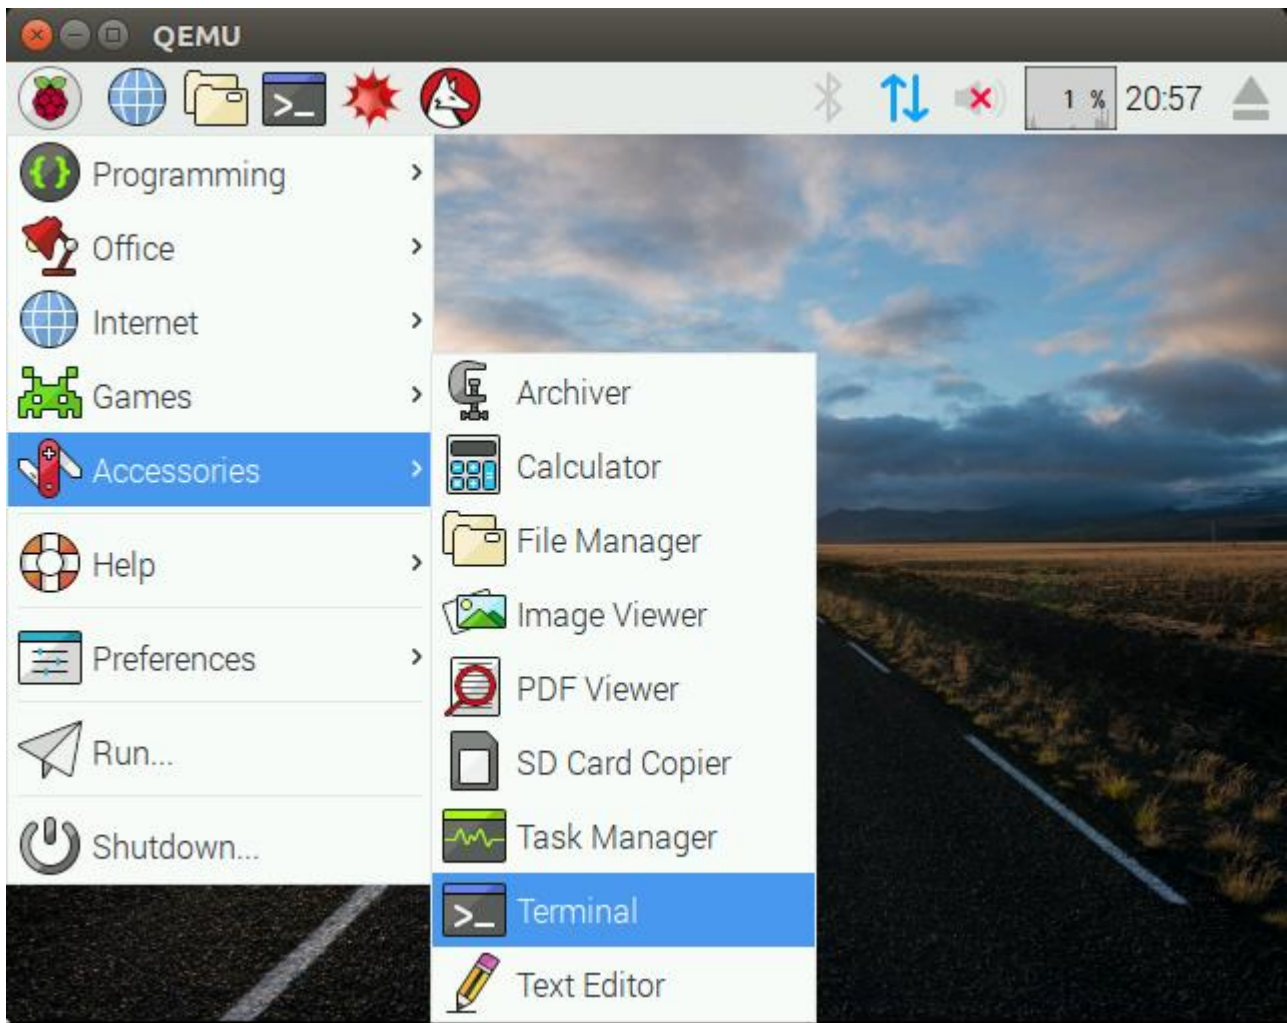 QEMU
>_ 1 % 20:57
Programming
Office
Internet
Games
Accessories
Help
Preferences
Run...
Shutdown...
Archiver
Calculator
File Manager
Image Viewer
PDF Viewer
SD Card Copier
Task Manager
>_ Terminal
Text Editor